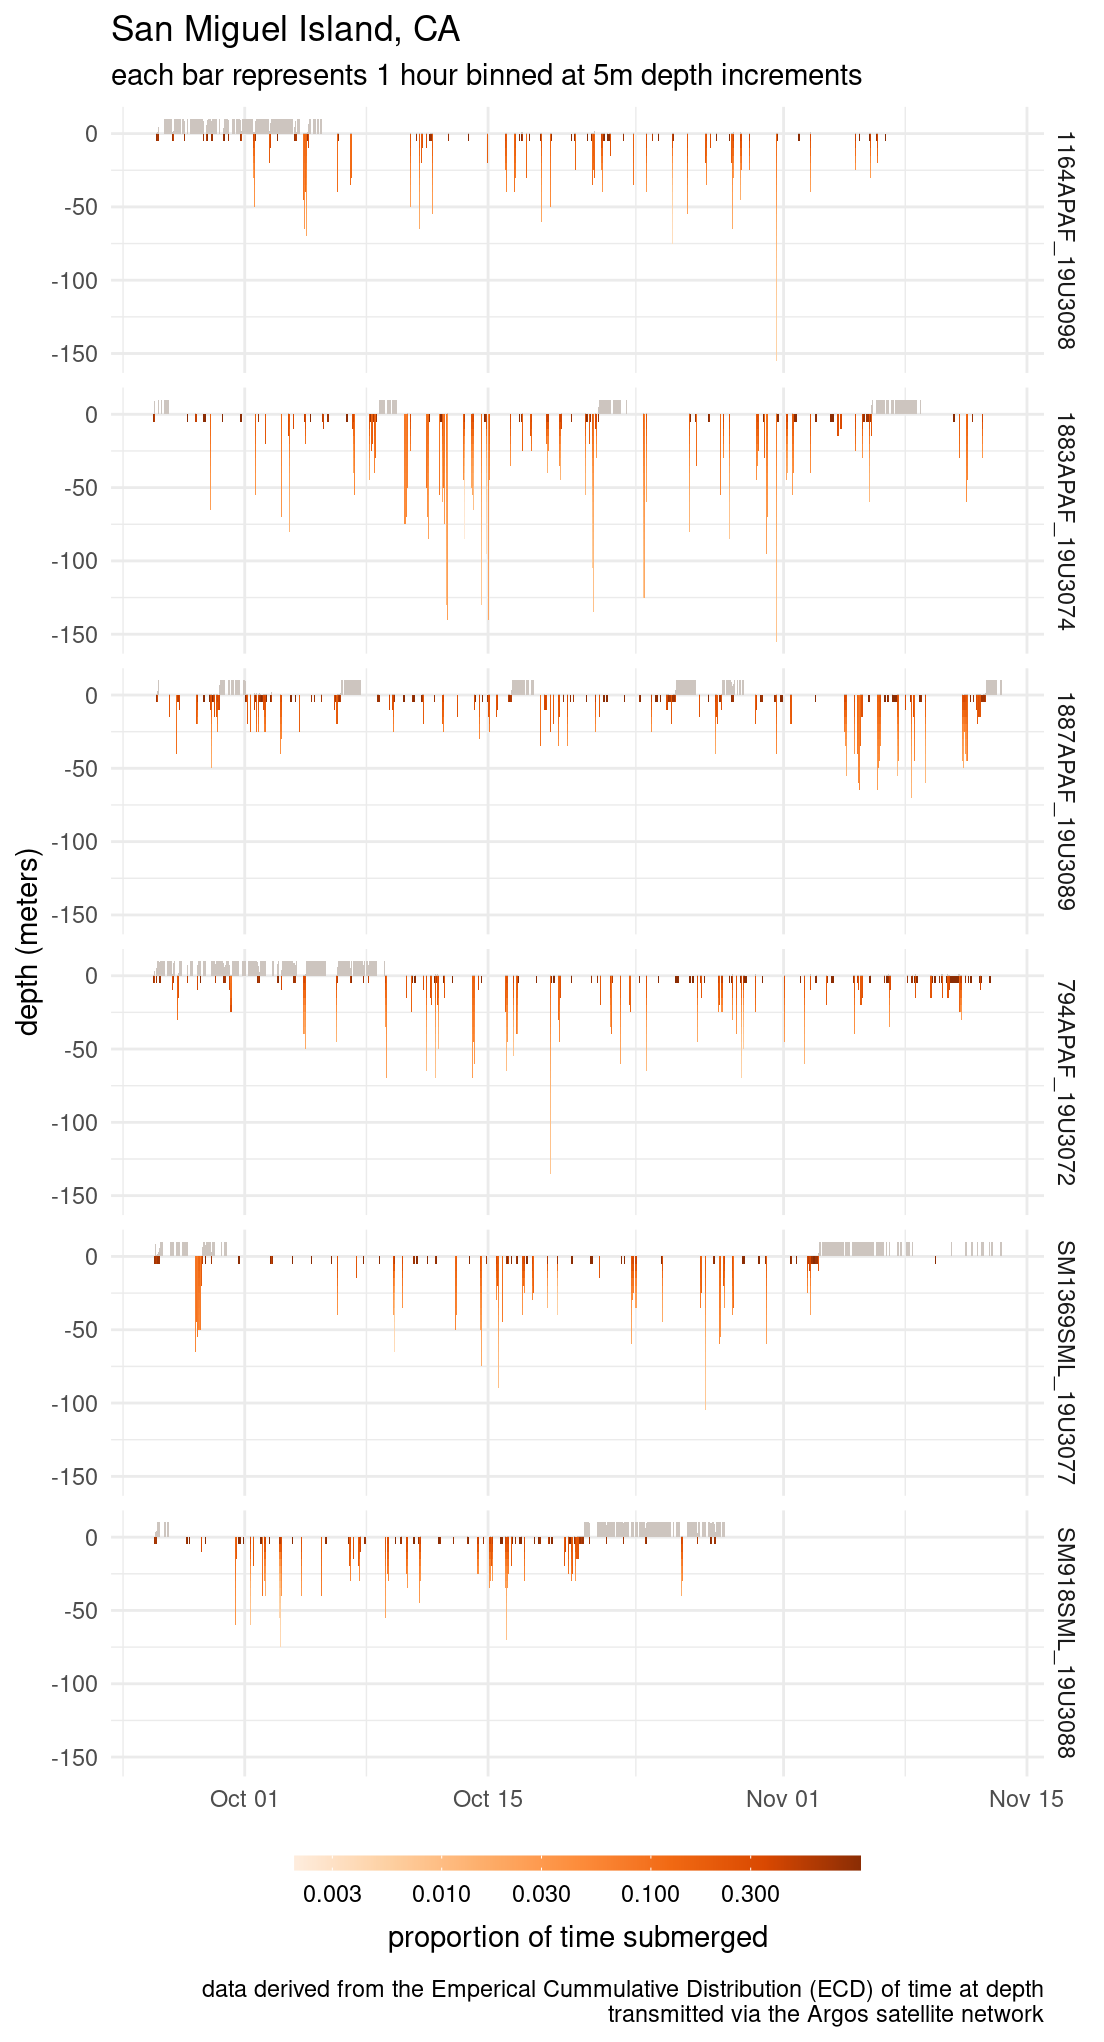 San Miguel Island, CA
each bar represents 1 hour binned at 5m depth increments
0
-50
-100
-150
1164APAF_19U3098
0
-50
-100
-150
1883APAF_19U3074
0
-50
-100
-150
1887APAF_19U3089
depth (meters)
0
-50
-100
-150
794APAF_19U3072
0
-50
-100
-150
SM1369SML_19U3077
0
-50
-100
-150
SM918SML_19U3088
Oct 01 Oct 15 Nov 01 Nov 15
0.003 0.010 0.030 0.100 0.300
proportion of time submerged
data derived from the Emperical Cummulative Distribution (ECD) of time at depth
transmitted via the Argos satellite network